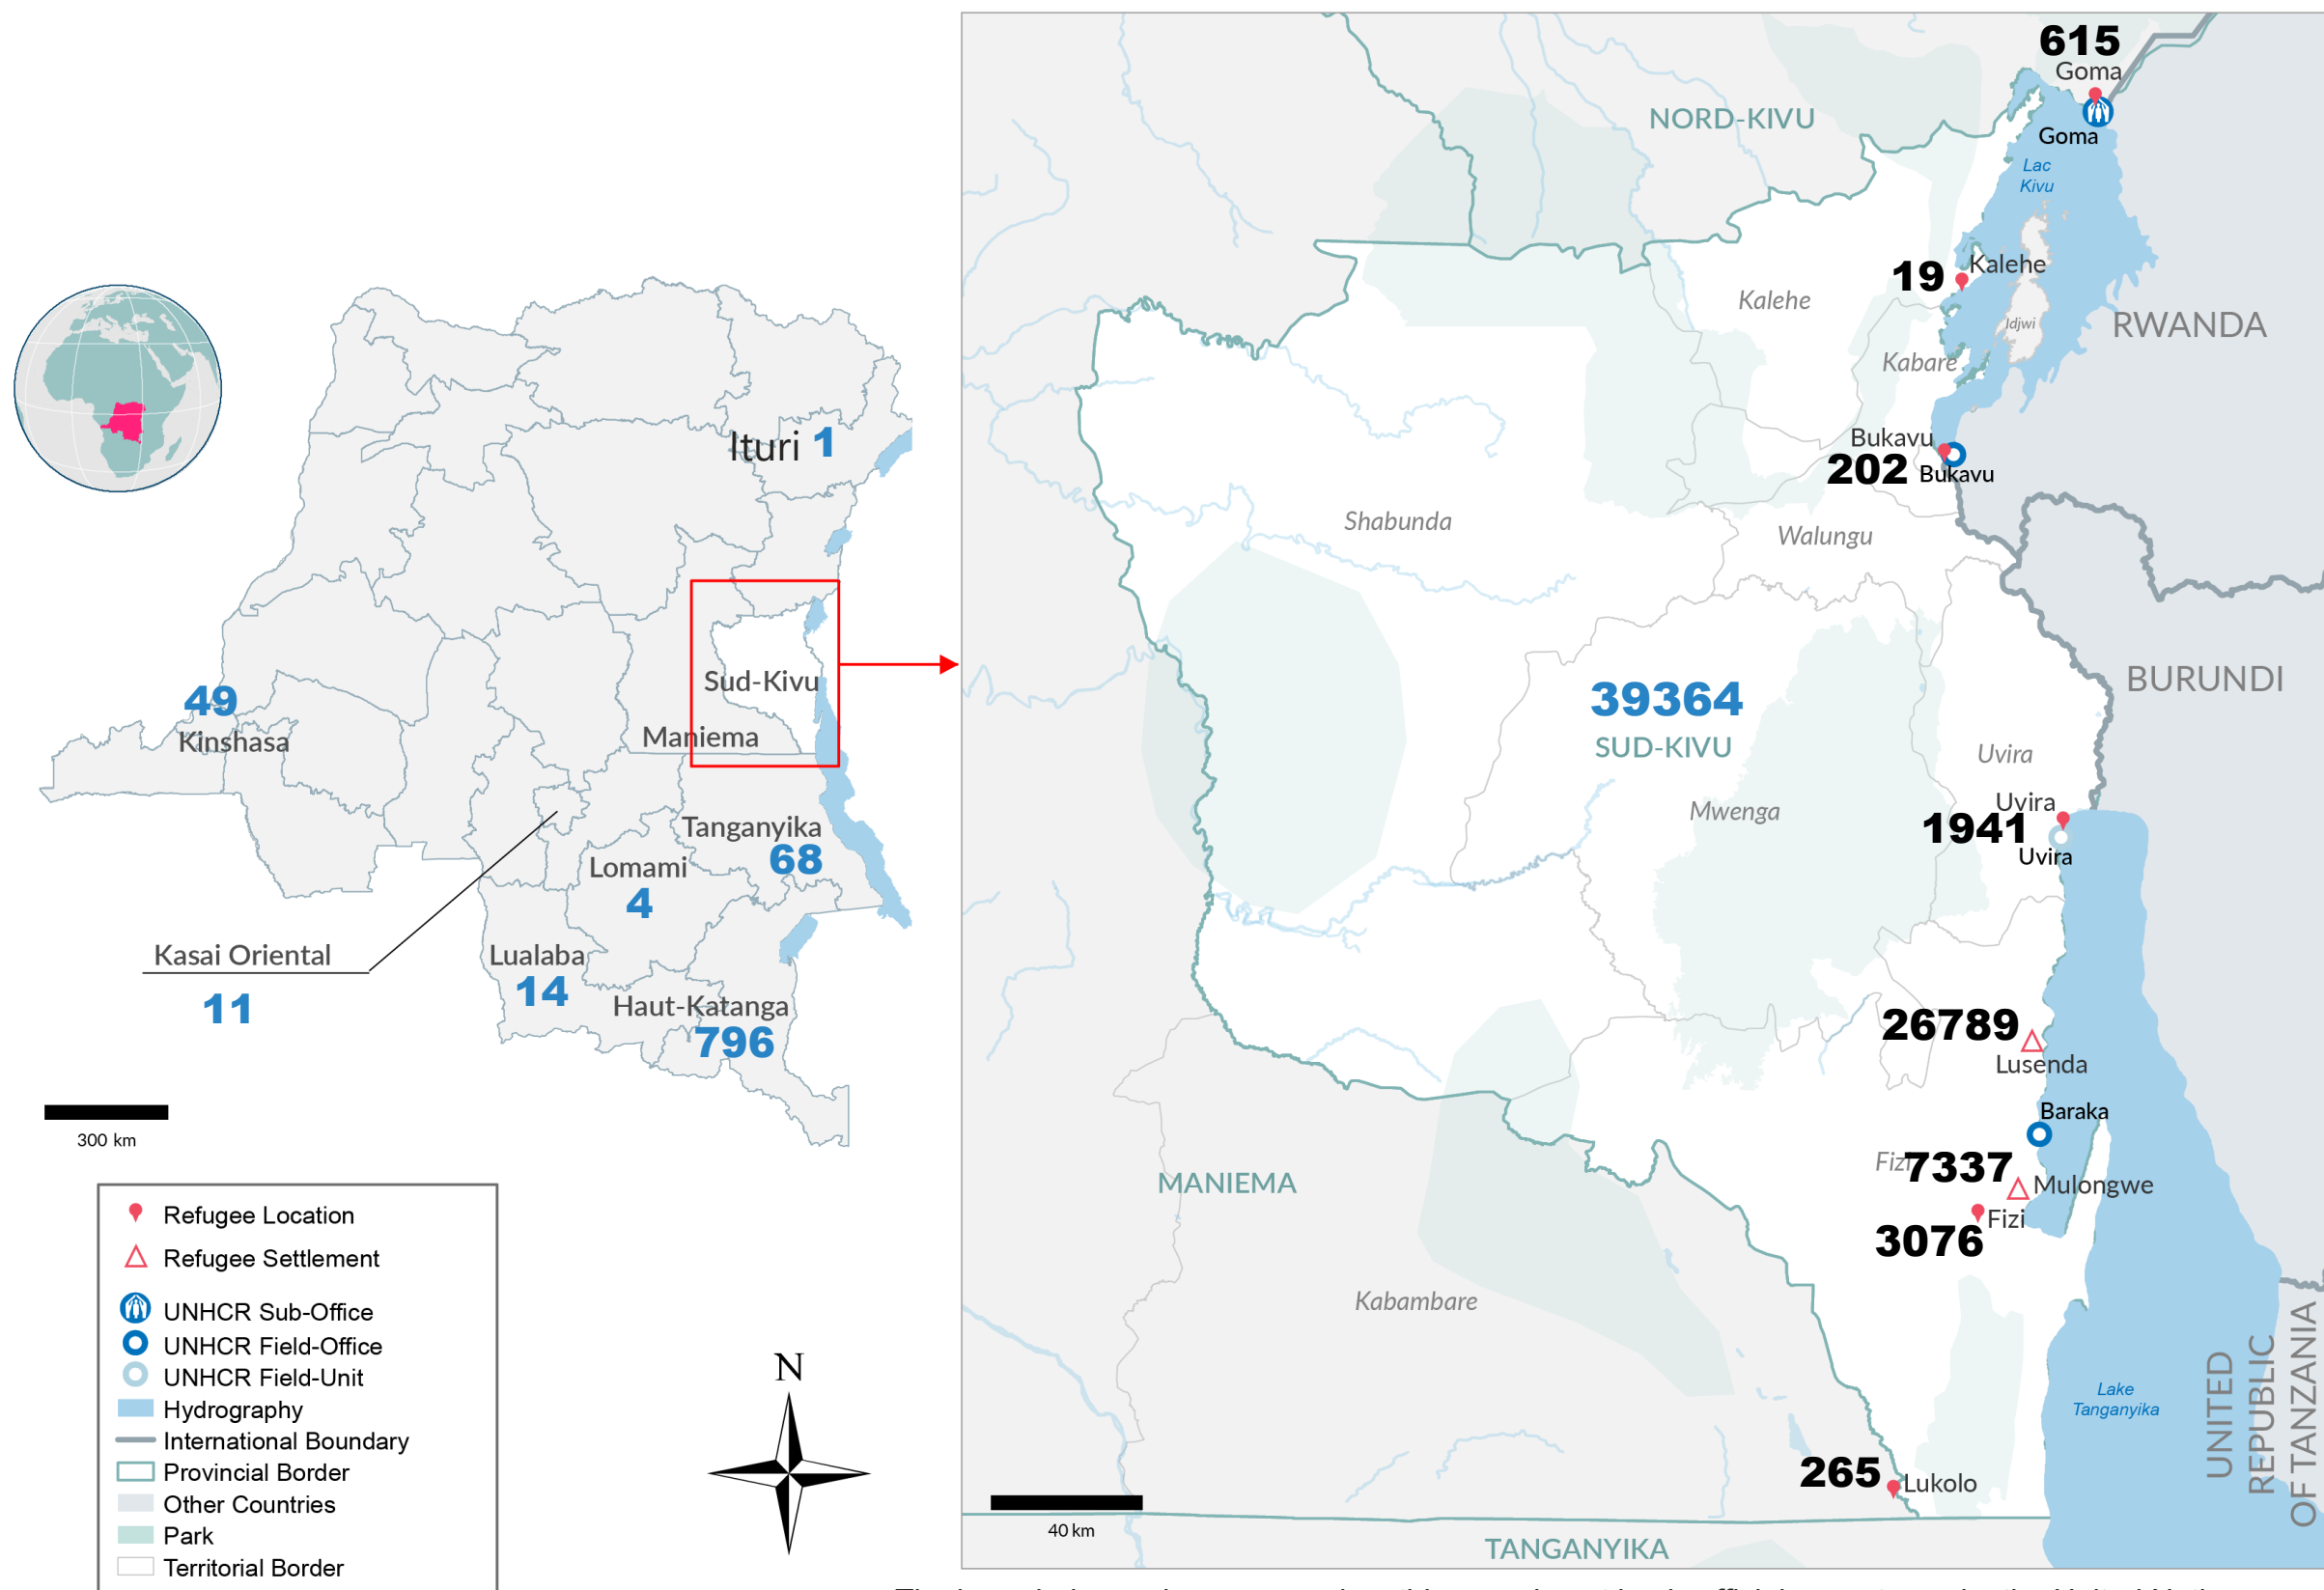 Ituri 1
Sud-Kivu
49
Kinshasa
Maniema
Tanganyika
68
Lomami
4
Kasai Oriental
11
Lualaba
14
Haut-Katanga
796
300 km
Refugee Location
Refugee Settlement
UNHCR Sub-Office
UNHCR Field-Office
UNHCR Field-Unit
Hydrography
International Boundary
Provincial Border
Other Countries
Park
Territorial Border
N
615
Goma
Goma
NORD-KIVU
Lac
Kivu
19
Kalehe
Kalehe
Idjwi
RWANDA
Kabare
Bukavu
202
Bukavu
Shabunda
Walungu
39364
SUD-KIVU
BURUNDI
Uvira
Mwenga
Uvira
1941
Uvira
26789
Lusenda
Baraka
Fizi
7337
Mulongwe
Fizi
3076
MANIEMA
Kabambare
Lake
Tanganyika
UNITED
REPUBLIC
OF TANZANIA
265
Lukolo
40 km
TANGANYIKA